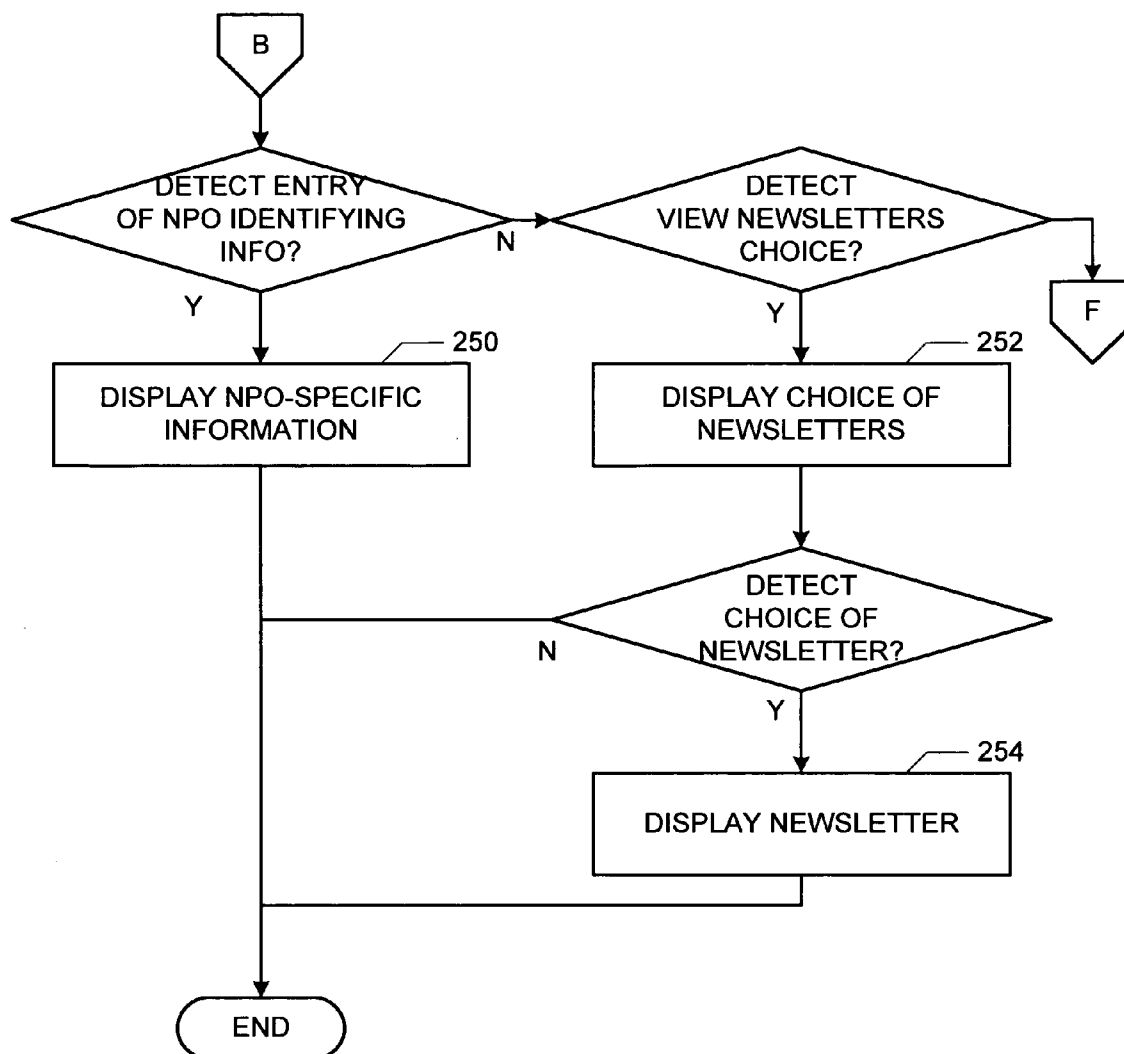 B
DETECT ENTRY
OF NPO IDENTIFYING
INFO?
N
Y
DETECT
VIEW NEWSLETTERS
CHOICE?
Y
F
250
DISPLAY NPO-SPECIFIC
INFORMATION
252
DISPLAY CHOICE OF
NEWSLETTERS
DETECT
CHOICE OF
NEWSLETTER?
N
Y
254
DISPLAY NEWSLETTER
END